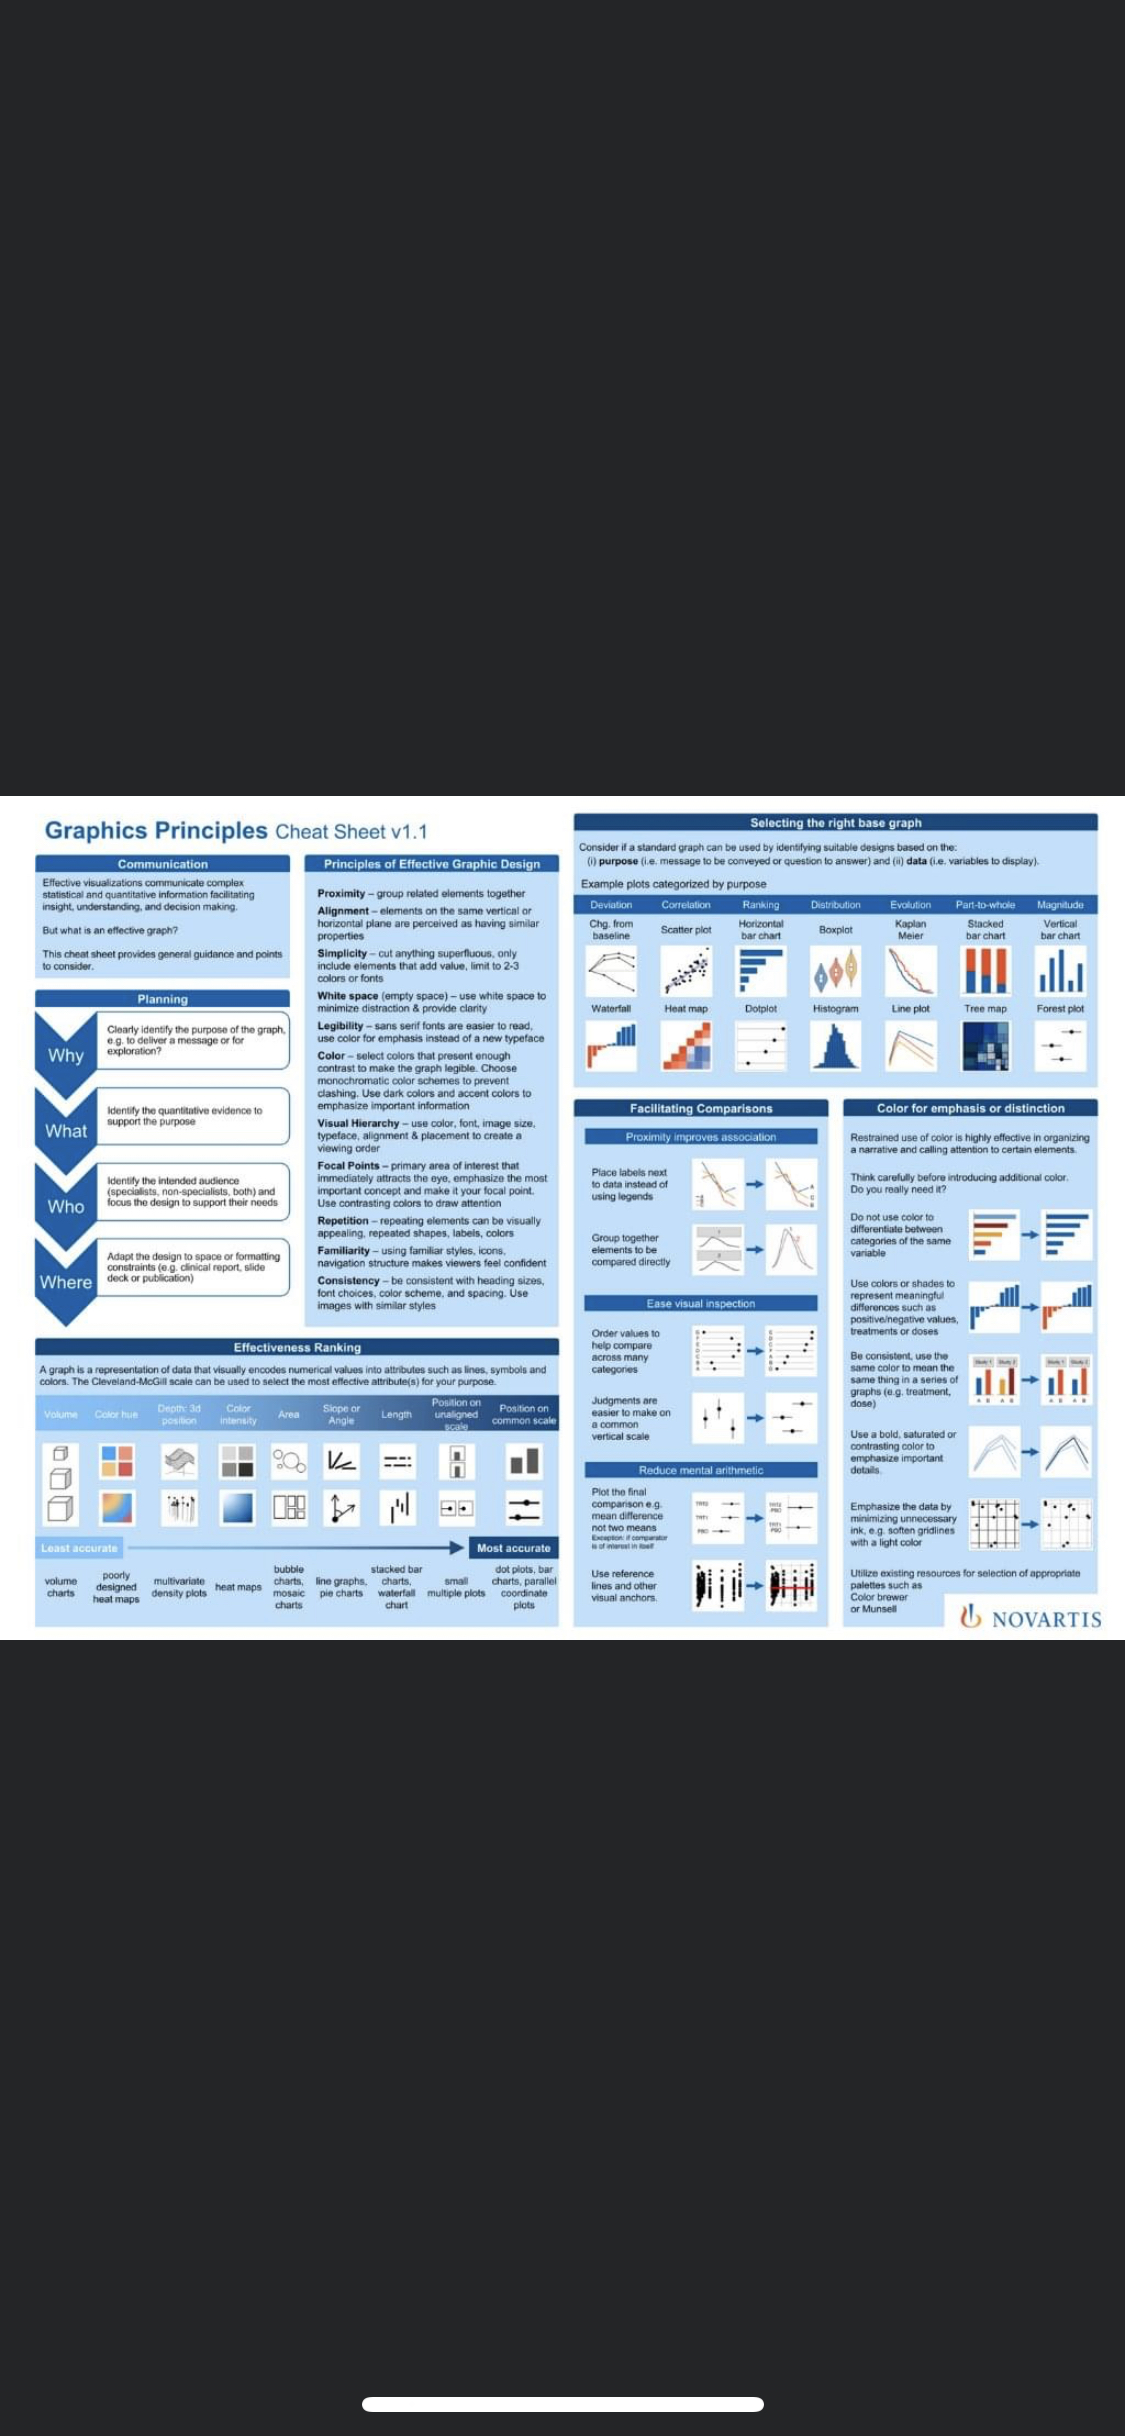 Graphics Principles Cheat Sheet v1.1
Communication
Effective visualizations communicate complex
statistical and quantitative information facilitating
insight, understanding, and decision making.
But what is an effective graph?
This cheat sheet provides general guidance and points
to consider.
Planning
Why
Clearly identify the purpose of the graph,
e.g. to deliver a message or for
exploration?
What
Identify the quantitative evidence to
support the purpose
Who
Identify the intended audience
(specialists, non-specialists, both) and
focus the design to support their needs
Where
Adapt the design to space or formatting
constraints (e.g. clinical report, slide
deck or publication)
Principles of Effective Graphic Design
Proximity – group related elements together
Alignment – elements on the same vertical or
horizontal plane are perceived as having similar
properties
Simplicity – cut anything superfluous, only
include elements that add value, limit to 2-3
colors or fonts
White space (empty space) – use white space to
minimize distraction & provide clarity
Legibility – sans serif fonts are easier to read,
use color for emphasis instead of a new typeface
Color – select colors that present enough
contrast to make the graph legible. Choose
monochromatic color schemes to prevent
clashing. Use dark colors and accent colors to
emphasize important information
Visual Hierarchy – use color, font, image size,
typeface, alignment & placement to create a
viewing order
Focal Points – primary area of interest that
immediately attracts the eye, emphasize the most
important concept and make it your focal point.
Use contrasting colors to draw attention
Repetition – repeating elements can be visually
appealing, repeated shapes, labels, colors
Familiarity – using familiar styles, icons,
navigation structure makes viewers feel confident
Consistency – be consistent with heading sizes,
font choices, color scheme, and spacing. Use
images with similar styles
Effectiveness Ranking
A graph is a representation of data that visually encodes numerical values into attributes such as lines, symbols and
colors. The Cleveland-McGill scale can be used to select the most effective attribute(s) for your purpose.
Volume
Color hue
Depth: 3d
position
Color
intensity
Area
Slope or
Angle
Length
Position on
unaligned
scale
Position on
common scale
Least accurate
Most accurate
volume
charts
poorly
designed
heat maps
multivariate
density plots
heat maps
bubble
charts,
mosaic
charts
line graphs,
pie charts
stacked bar
charts,
waterfall
chart
small
multiple plots
dot plots, bar
charts, parallel
coordinate
plots
Selecting the right base graph
Consider if a standard graph can be used by identifying suitable designs based on the:
(i) purpose (i.e. message to be conveyed or question to answer) and (ii) data (i.e. variables to display).
Example plots categorized by purpose
Deviation Correlation Ranking Distribution Evolution Part-to-whole Magnitude
Chg. from
baseline
Scatter plot
Horizontal
bar chart
Boxplot
Kaplan
Meier
Stacked
bar chart
Vertical
bar chart
Waterfall Heat map Dotplot Histogram Line plot Tree map Forest plot
Facilitating Comparisons
Proximity improves association
Place labels next
to data instead of
using legends
Group together
elements to be
compared directly
Ease visual inspection
Order values to
help compare
across many
categories
Judgments are
easier to make on
a common
vertical scale
Reduce mental arithmetic
Plot the final
comparison e.g.
mean difference
not two means
Exception: if comparator
is of interest in itself
TRT2
TRT1
PBO
Use reference
lines and other
visual anchors.
Color for emphasis or distinction
Restrained use of color is highly effective in organizing
a narrative and calling attention to certain elements.
Think carefully before introducing additional color.
Do you really need it?
Do not use color to
differentiate between
categories of the same
variable
Use colors or shades to
represent meaningful
differences such as
positive/negative values,
treatments or doses
Be consistent, use the
same color to mean the
same thing in a series of
graphs (e.g. treatment,
dose)
Study 1 Study 2
A B A B
Study 1 Study 2
A B A B
Use a bold, saturated or
contrasting color to
emphasize important
details.
Emphasize the data by
minimizing unnecessary
ink, e.g. soften gridlines
with a light color
Utilize existing resources for selection of appropriate
palettes such as
Color brewer
or Munsell
NOVARTIS